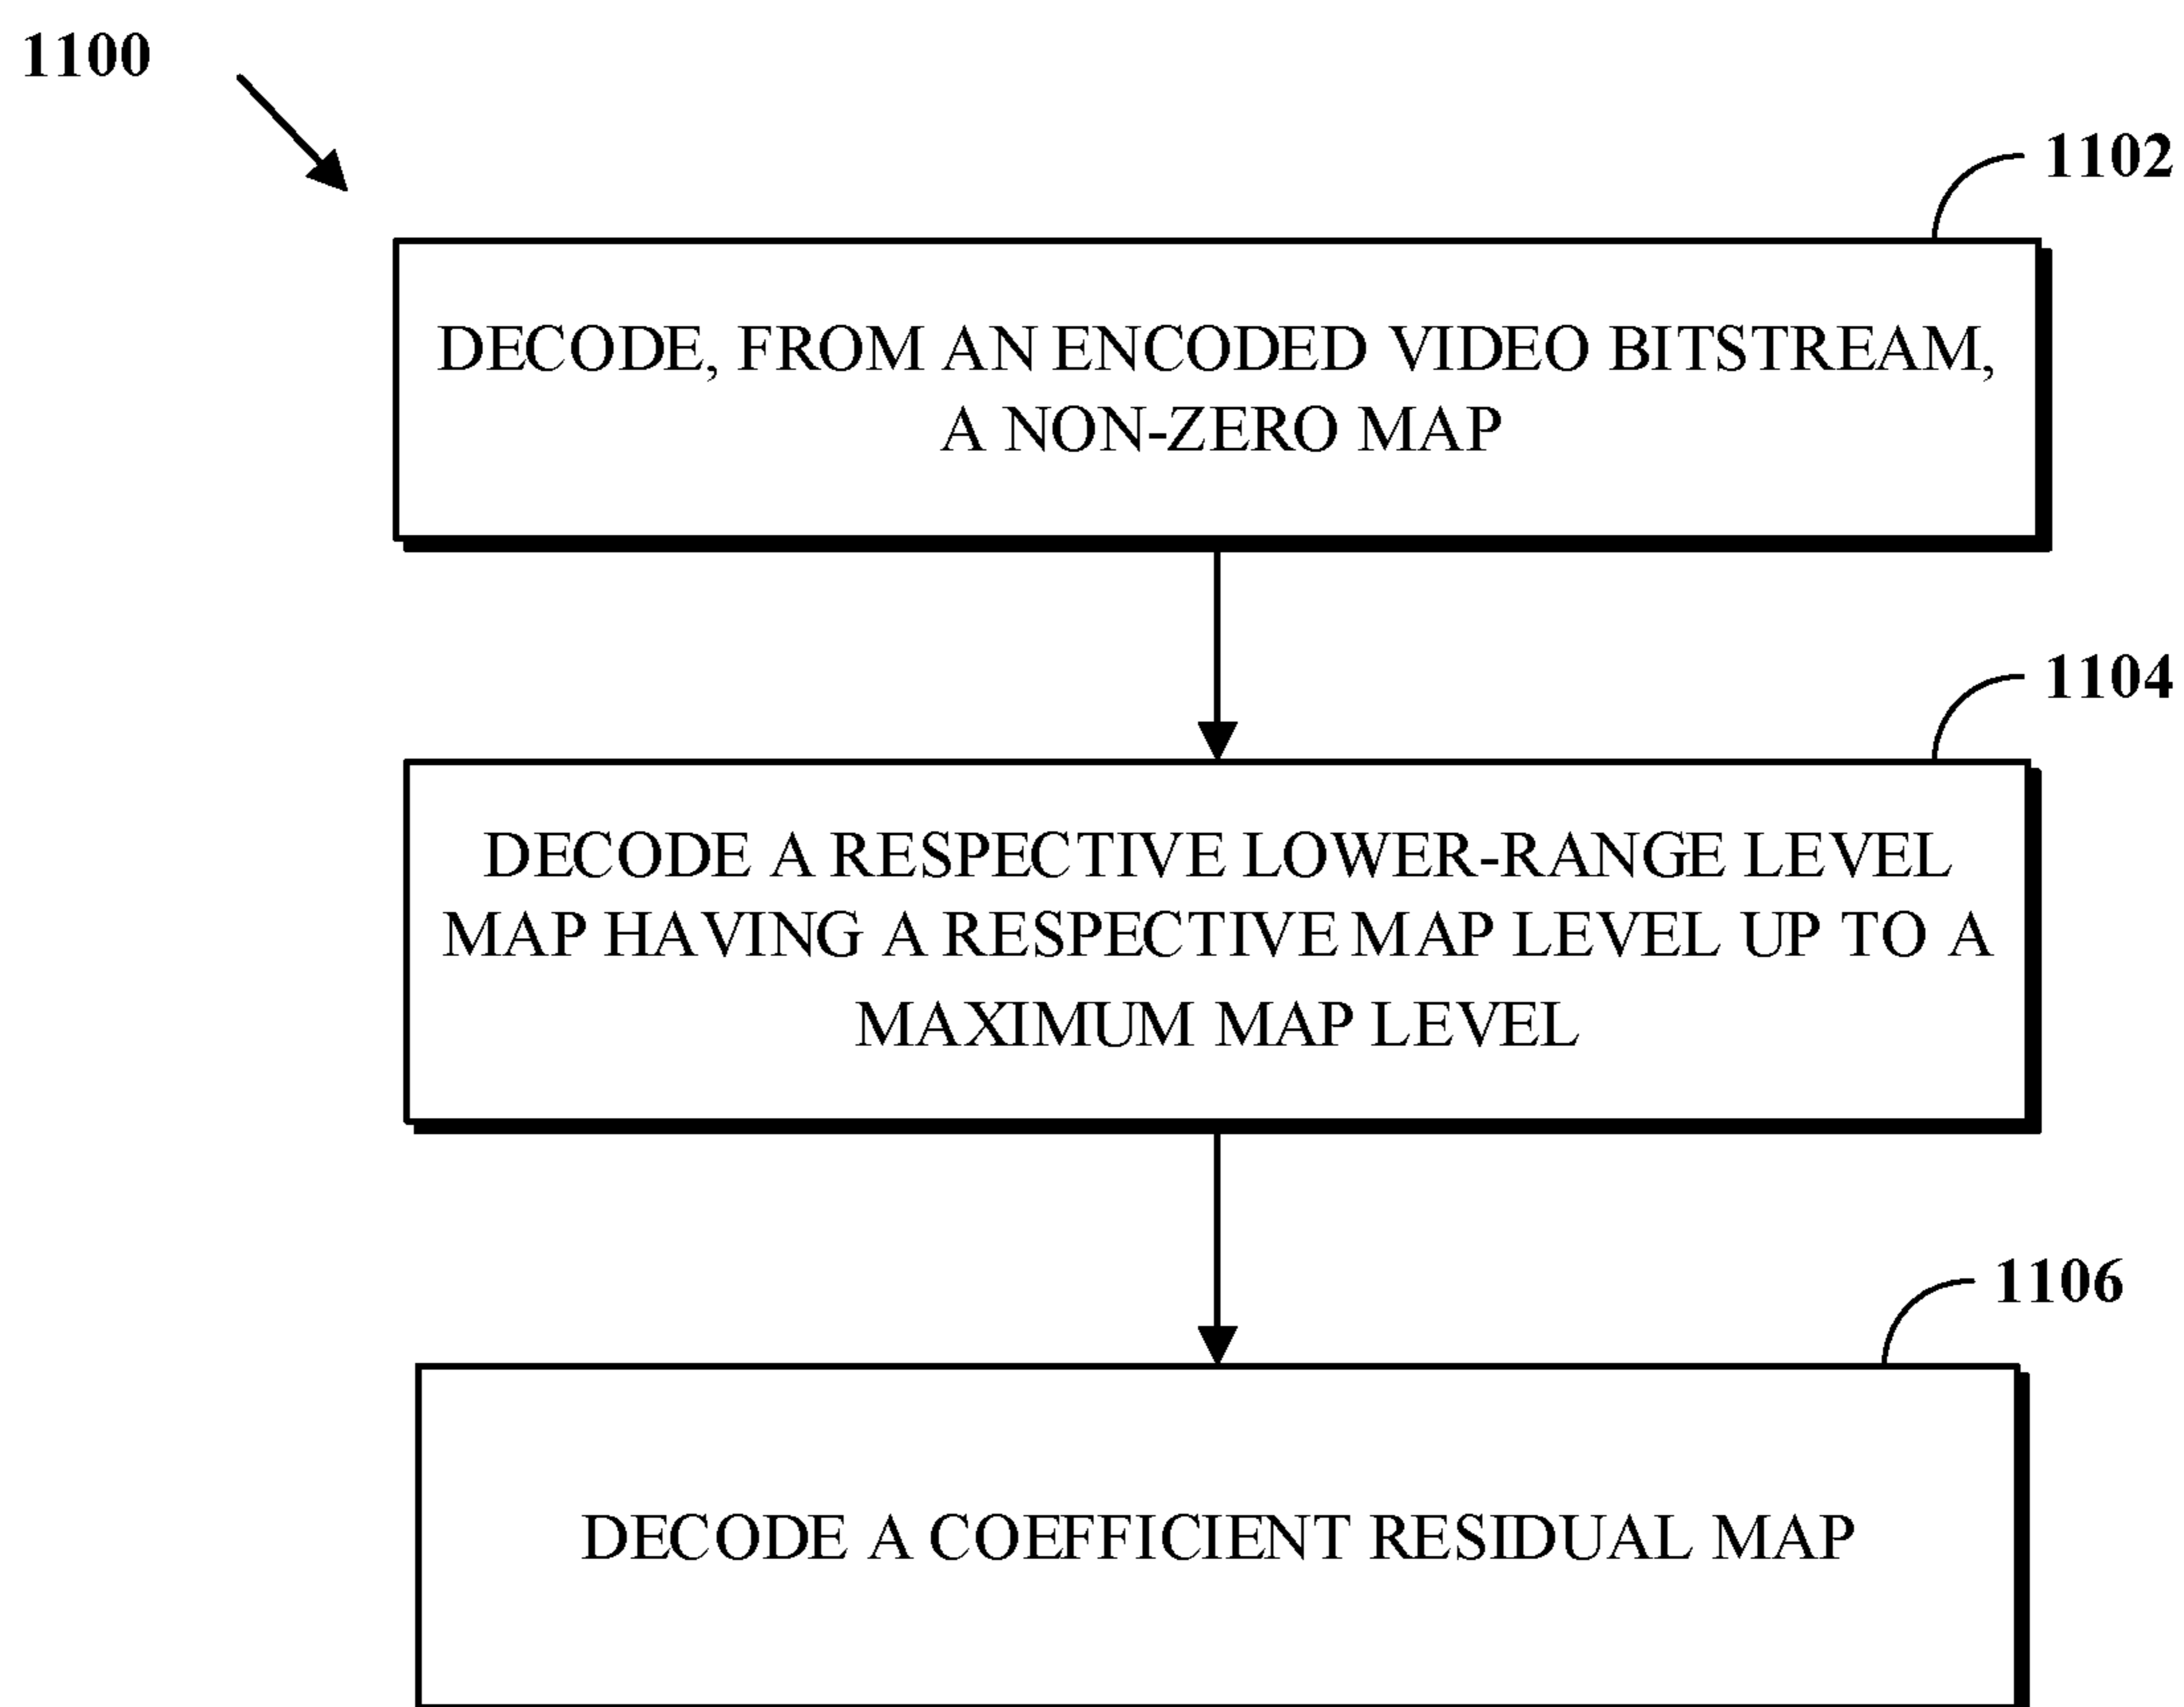 1100
1102
DECODE, FROM AN ENCODED VIDEO BITSTREAM,
A NON-ZERO MAP
1104
DECODE A RESPECTIVE LOWER-RANGE LEVEL
MAP HAVING A RESPECTIVE MAP LEVEL UP TO A
MAXIMUM MAP LEVEL
1106
DECODE A COEFFICIENT RESIDUAL MAP